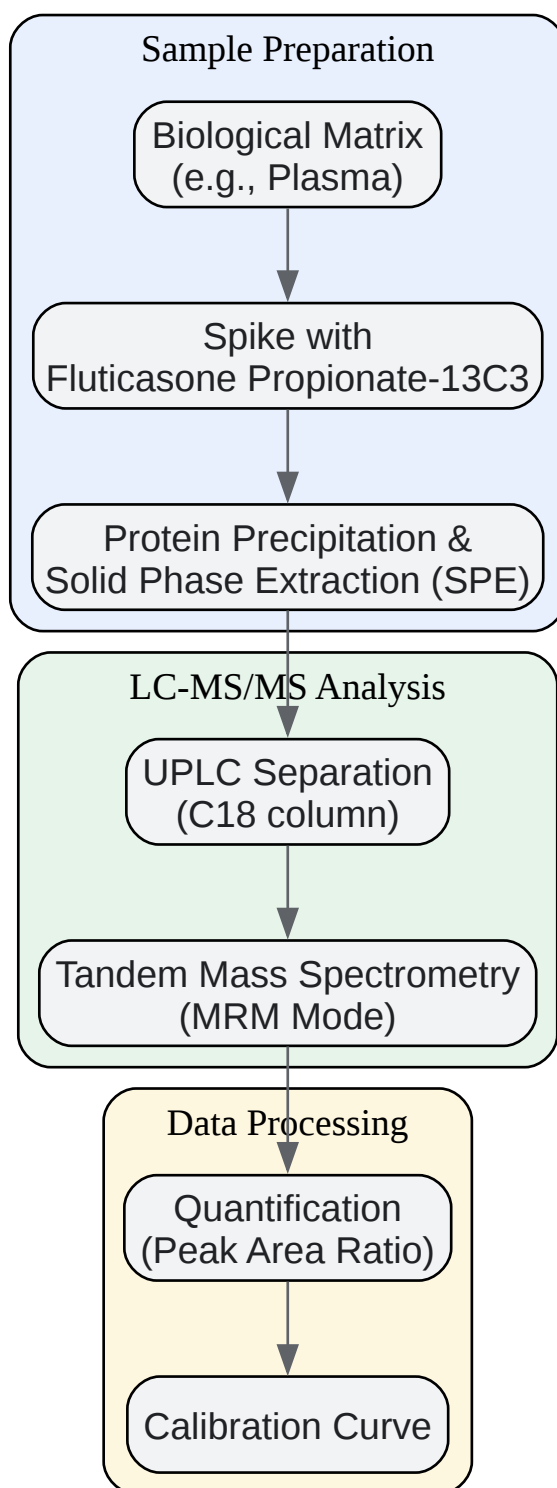 Sample Preparation
Biological Matrix
(e.g., Plasma)
Spike with
Fluticasone Propionate-13C3
Protein Precipitation &
Solid Phase Extraction (SPE)
LC-MS/MS Analysis
UPLC Separation
(C18 column)
Tandem Mass Spectrometry
(MRM Mode)
Data Processing
Quantification
(Peak Area Ratio)
Calibration Curve